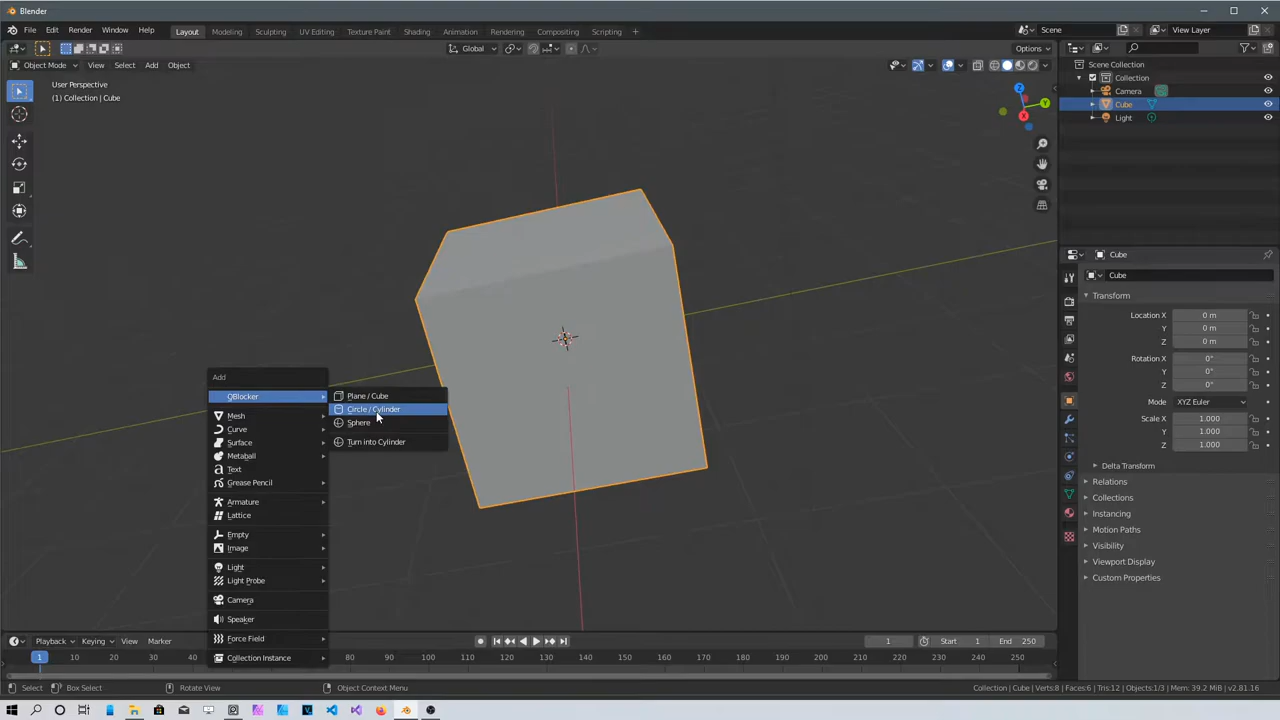 Blender
File Edit Render Window Help
Layout Modeling Sculpting UV Editing Texture Paint Shading Animation Rendering Compositing Scripting +
Scene
View Layer
Global
Options
Object Mode View Select Add Object
User Perspective
(1) Collection | Cube
Z
Y
X
Scene Collection
Collection
Camera
Cube
Light
Cube
Cube
Transform
Location X 0 m
Y 0 m
Z 0 m
Rotation X 0°
Y 0°
Z 0°
Mode XYZ Euler
Scale X 1.000
Y 1.000
Z 1.000
Delta Transform
Relations
Collections
Instancing
Motion Paths
Visibility
Viewport Display
Custom Properties
Add
QBlocker
Mesh
Curve
Surface
Metaball
Text
Grease Pencil
Armature
Lattice
Empty
Image
Light
Light Probe
Camera
Speaker
Force Field
Collection Instance
Plane / Cube
Circle / Cylinder
Sphere
Turn into Cylinder
Playback Keying View Marker
1
Start 1
End 250
1 10 20 30 40 50 80 90 100 110 120 130 140 150 160 170 180 190 200 210 220 230 240 250
Select Box Select Rotate View Object Context Menu
Collection | Cube | Verts:8 | Faces:6 | Tris:12 | Objects:1/3 | Mem: 39.2 MiB | v2.81.16